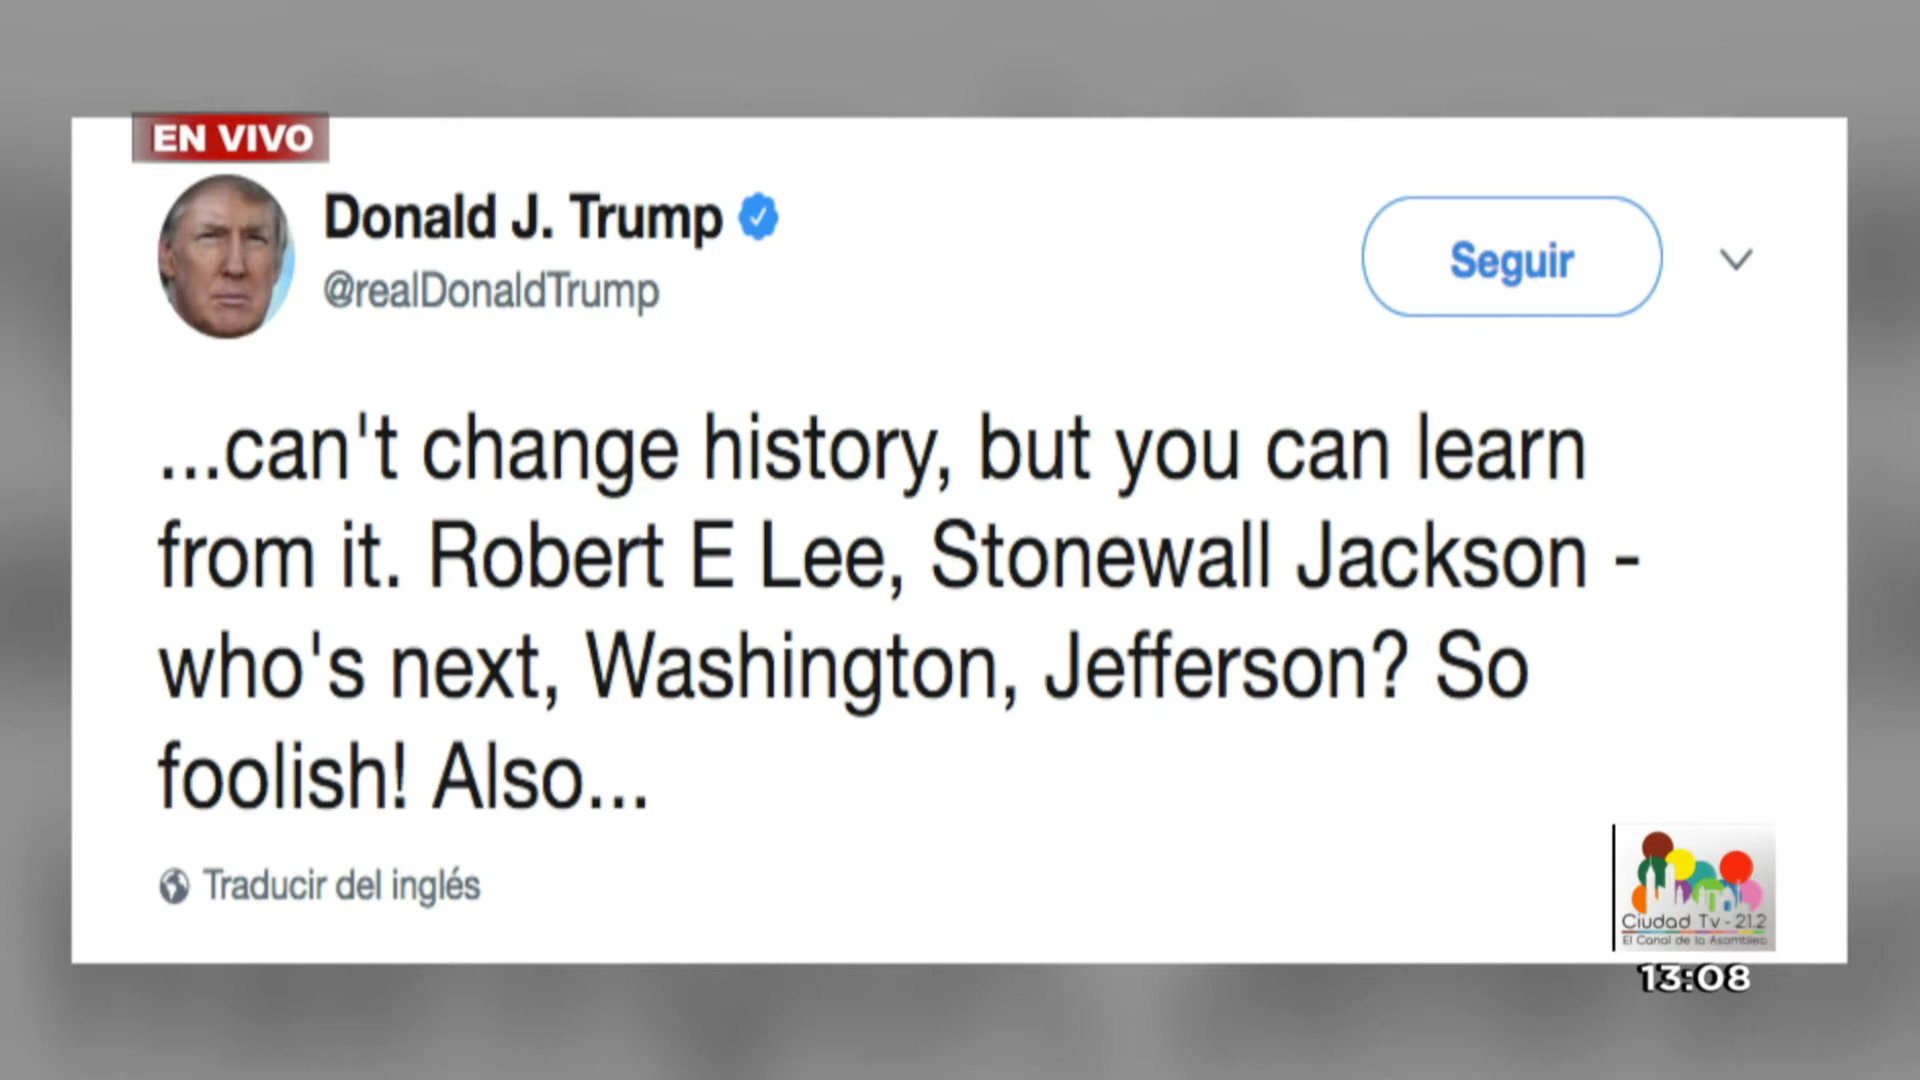 EN VIVO
Donald J. Trump
@realDonaldTrump
Seguir
...can't change history, but you can learn
from it. Robert E Lee, Stonewall Jackson -
who's next, Washington, Jefferson? So
foolish! Also...
Traducir del inglés
Ciudad Tv - 21.2
El Canal de la Asamblea
13:08